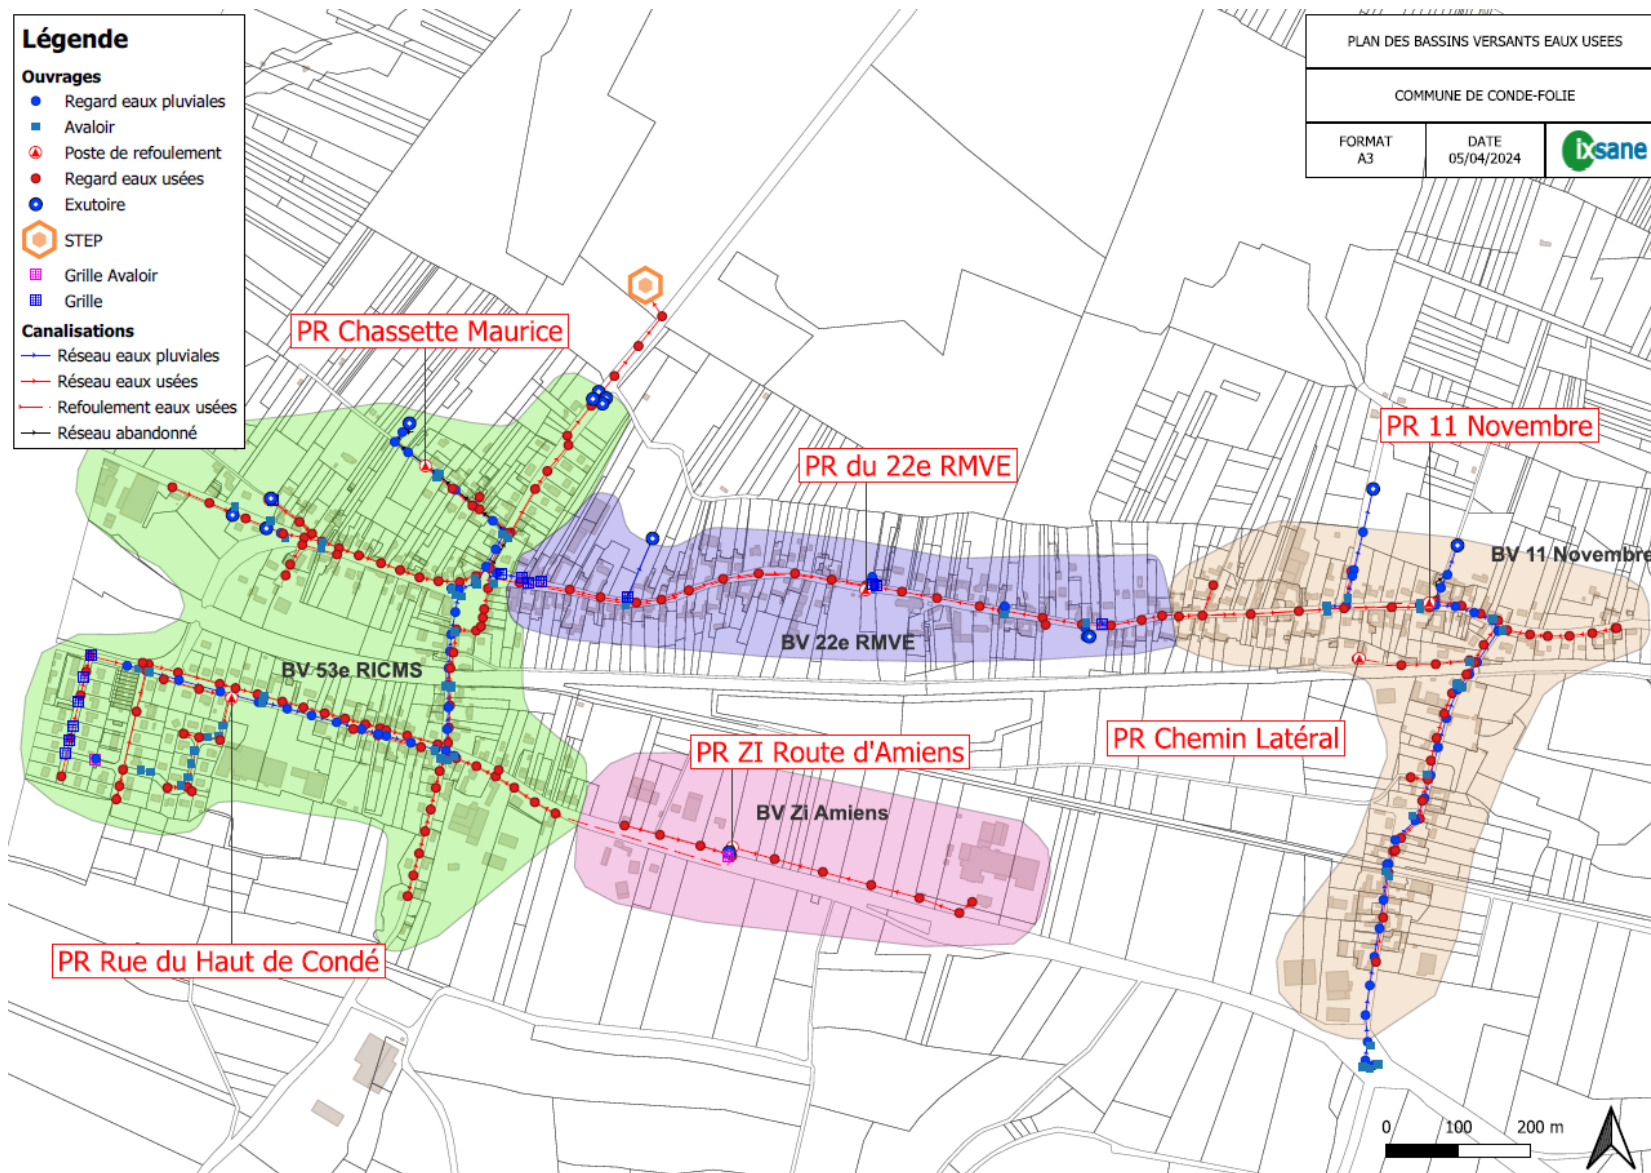 Légende
Ouvrages
Regard eaux pluviales
Avaloir
Poste de refoulement
Regard eaux usées
Exutoire
STEP
Grille Avaloir
Grille
Canalisations
Réseau eaux pluviales
Réseau eaux usées
Refoulement eaux usées
Réseau abandonné
PLAN DES BASSINS VERSANTS EAUX USEES
COMMUNE DE CONDE-FOLIE
FORMAT
A3
DATE
05/04/2024
ixsane
PR Chassette Maurice
PR 11 Novembre
PR du 22e RMVE
BV 11 Novembre
BV 22e RMVE
BV 53e RICMS
PR Chemin Latéral
PR ZI Route d'Amiens
BV Zi Amiens
PR Rue du Haut de Condé
0 100 200 m